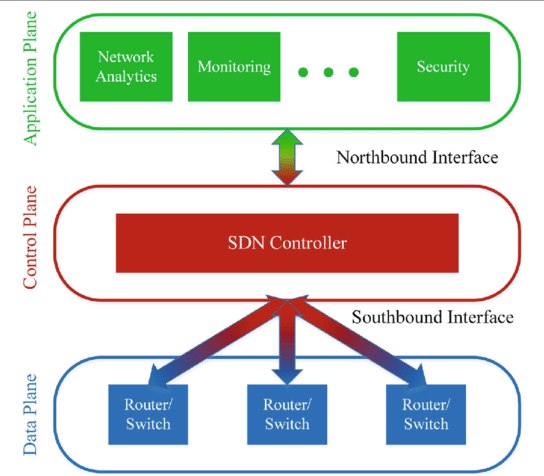 Application Plane
Network
Analytics
Monitoring
Security
Northbound Interface
Control Plane
SDN Controller
Southbound Interface
Data Plane
Router/
Switch
Router/
Switch
Router/
Switch